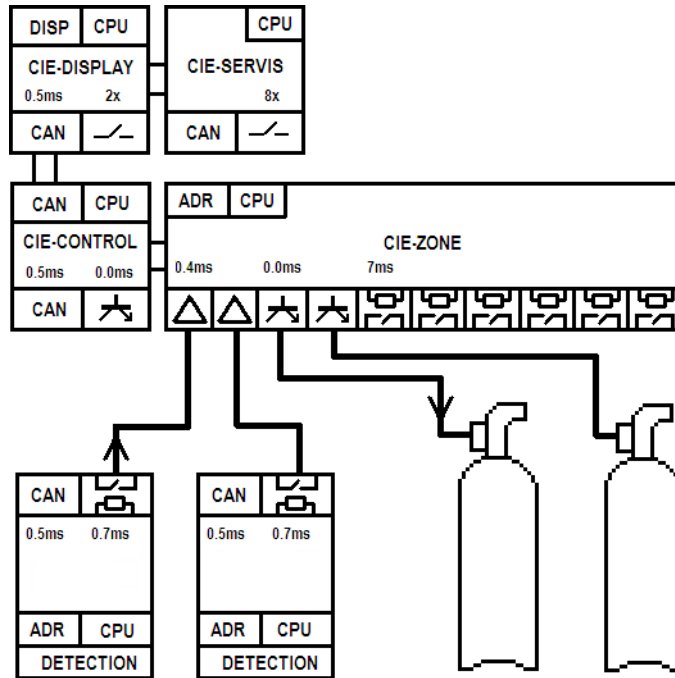 DISP CPU
CIE-DISPLAY
0.5ms 2x
CAN
CPU
CIE-SERVIS
8x
CAN
CAN CPU
CIE-CONTROL
0.5ms 0.0ms
CAN
ADR CPU
CIE-ZONE
0.4ms 0.0ms 7ms
CAN
0.5ms 0.7ms
ADR CPU
DETECTION
CAN
0.5ms 0.7ms
ADR CPU
DETECTION